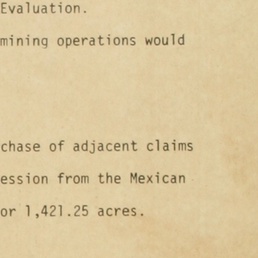 Evaluation.
mining operations would
chase of adjacent claims
ession from the Mexican
or 1,421.25 acres.